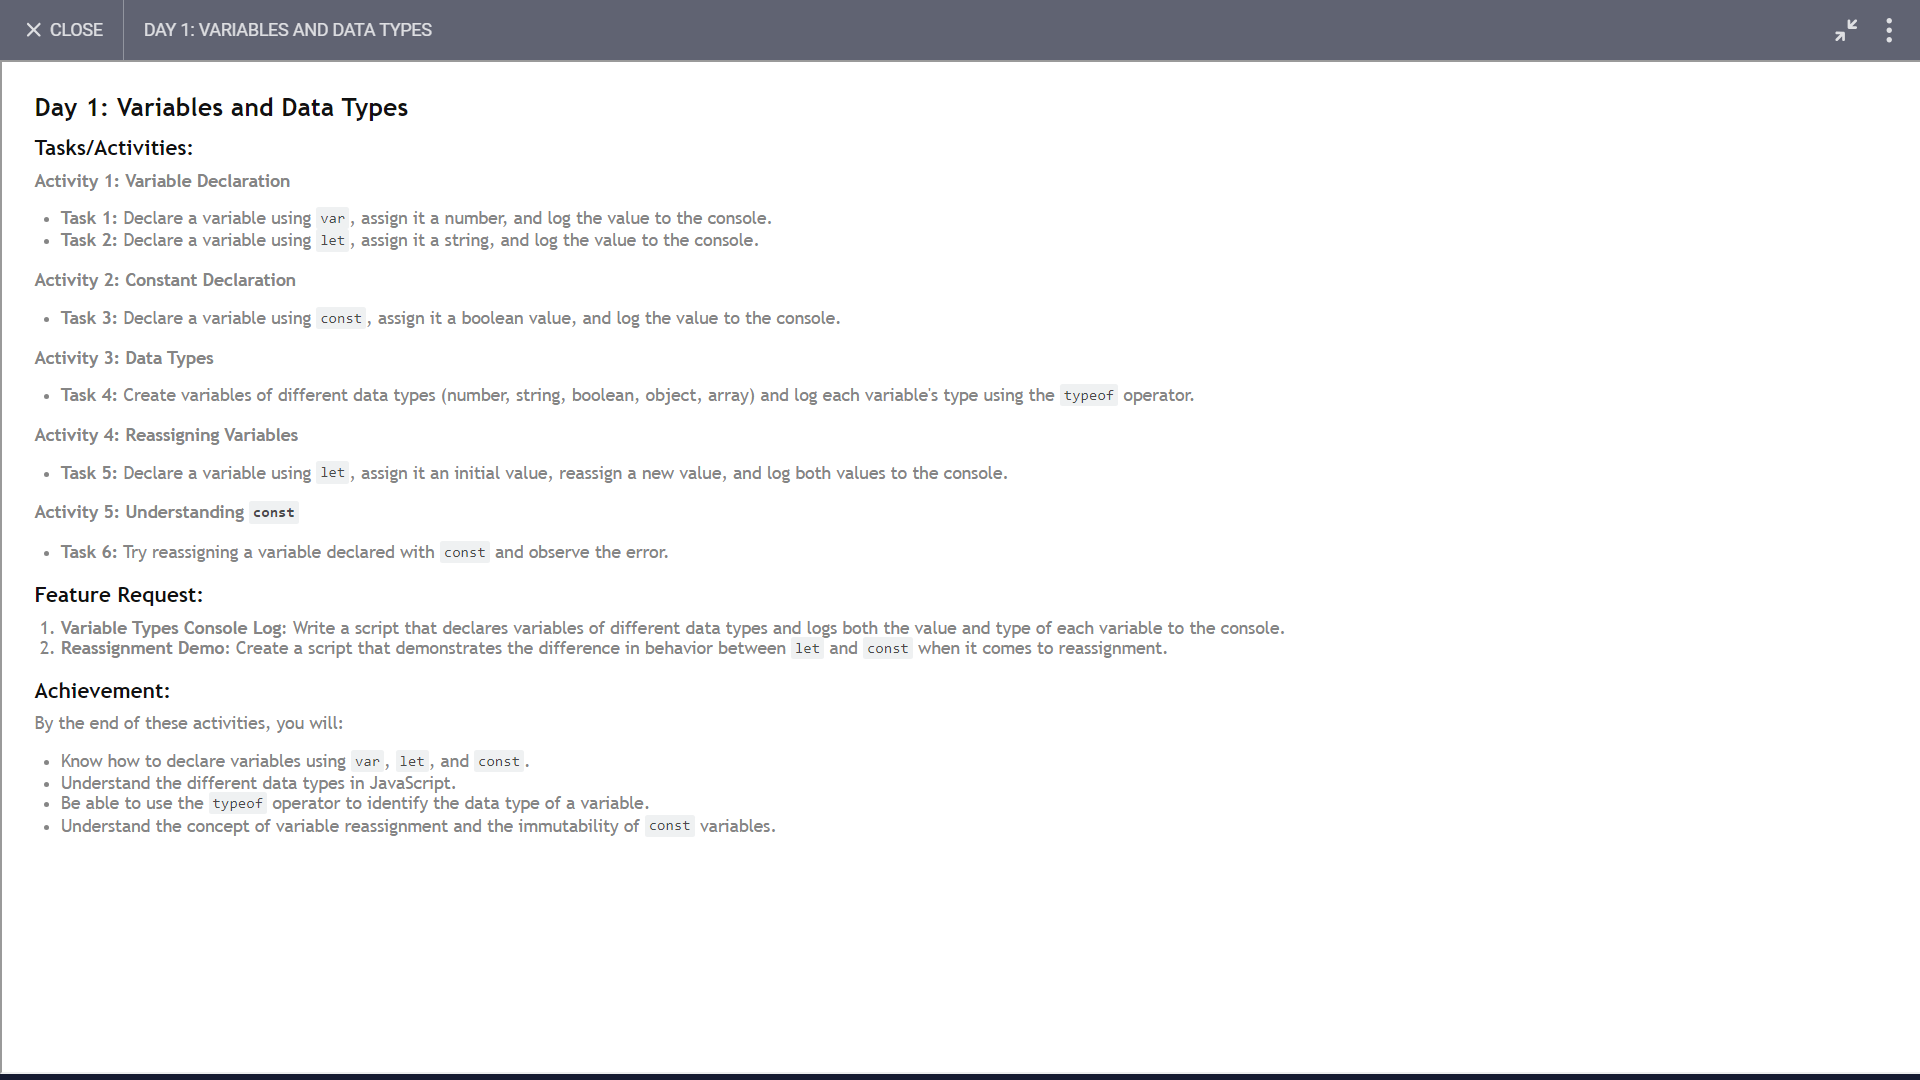 CLOSE
DAY 1: VARIABLES AND DATA TYPES
Day 1: Variables and Data Types
Tasks/Activities:
Activity 1: Variable Declaration
• Task 1: Declare a variable using var, assign it a number, and log the value to the console.
• Task 2: Declare a variable using let, assign it a string, and log the value to the console.
Activity 2: Constant Declaration
• Task 3: Declare a variable using const, assign it a boolean value, and log the value to the console.
Activity 3: Data Types
• Task 4: Create variables of different data types (number, string, boolean, object, array) and log each variable's type using the typeof operator.
Activity 4: Reassigning Variables
• Task 5: Declare a variable using let, assign it an initial value, reassign a new value, and log both values to the console.
Activity 5: Understanding const
• Task 6: Try reassigning a variable declared with const and observe the error.
Feature Request:
1. Variable Types Console Log: Write a script that declares variables of different data types and logs both the value and type of each variable to the console.
2. Reassignment Demo: Create a script that demonstrates the difference in behavior between let and const when it comes to reassignment.
Achievement:
By the end of these activities, you will:
• Know how to declare variables using var, let, and const.
• Understand the different data types in JavaScript.
• Be able to use the typeof operator to identify the data type of a variable.
• Understand the concept of variable reassignment and the immutability of const variables.